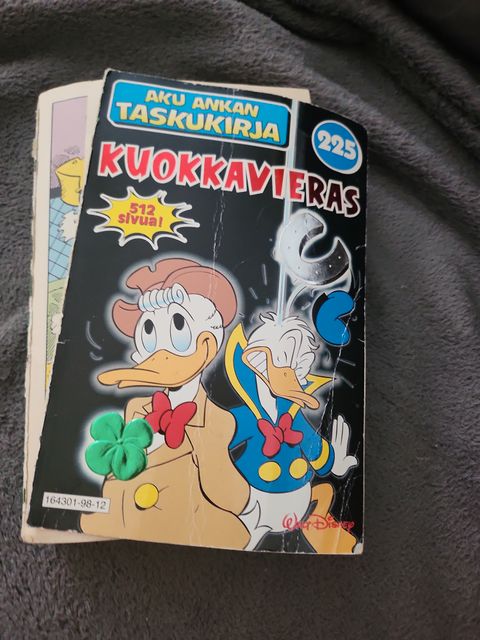 AKU ANKAN
TASKUKIRJA
225
KUOKKAVIERAS
512
sivua!
164301-98-12
Walt Disney